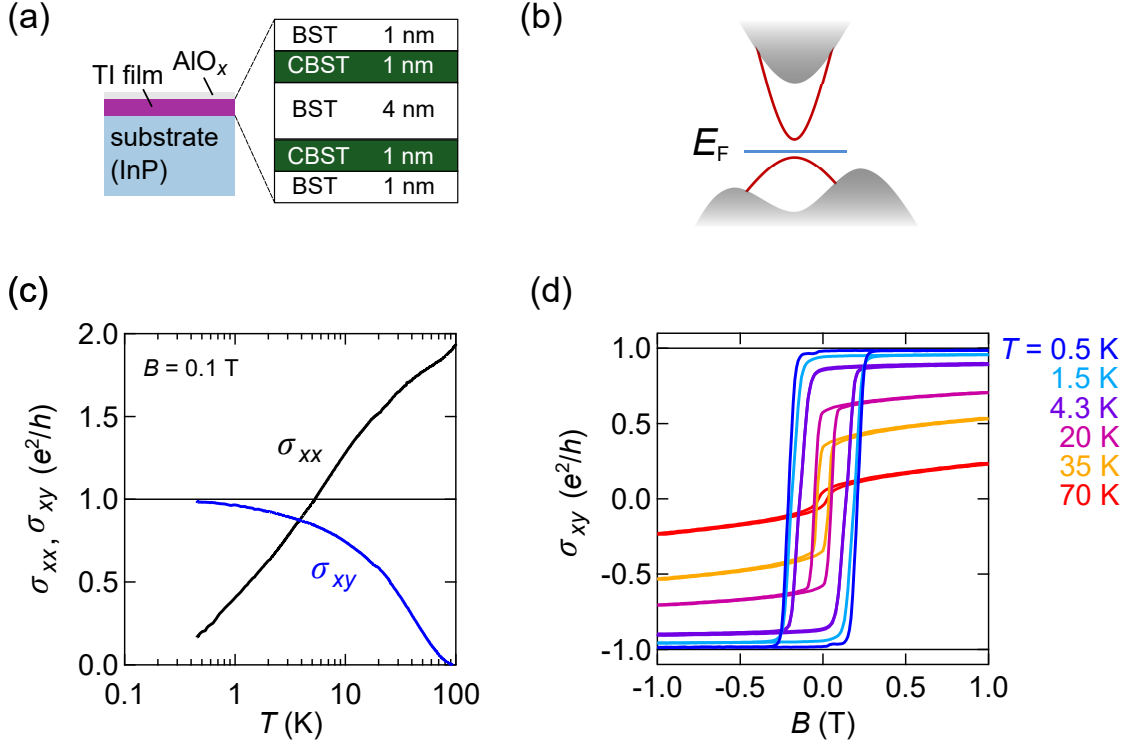 (a)
TI film
AlOx
substrate
(InP)
BST 1 nm
CBST 1 nm
BST 4 nm
CBST 1 nm
BST 1 nm
(b)
EF
(c)
B = 0.1 T
σxx
σxy
σxx, σxy (e²/h)
2.0
1.5
1.0
0.5
0.0
0.1 1 10 100
T (K)
(d)
σxy (e²/h)
1.0
0.5
0.0
-0.5
-1.0
-1.0 -0.5 0.0 0.5 1.0
B (T)
T = 0.5 K
1.5 K
4.3 K
20 K
35 K
70 K